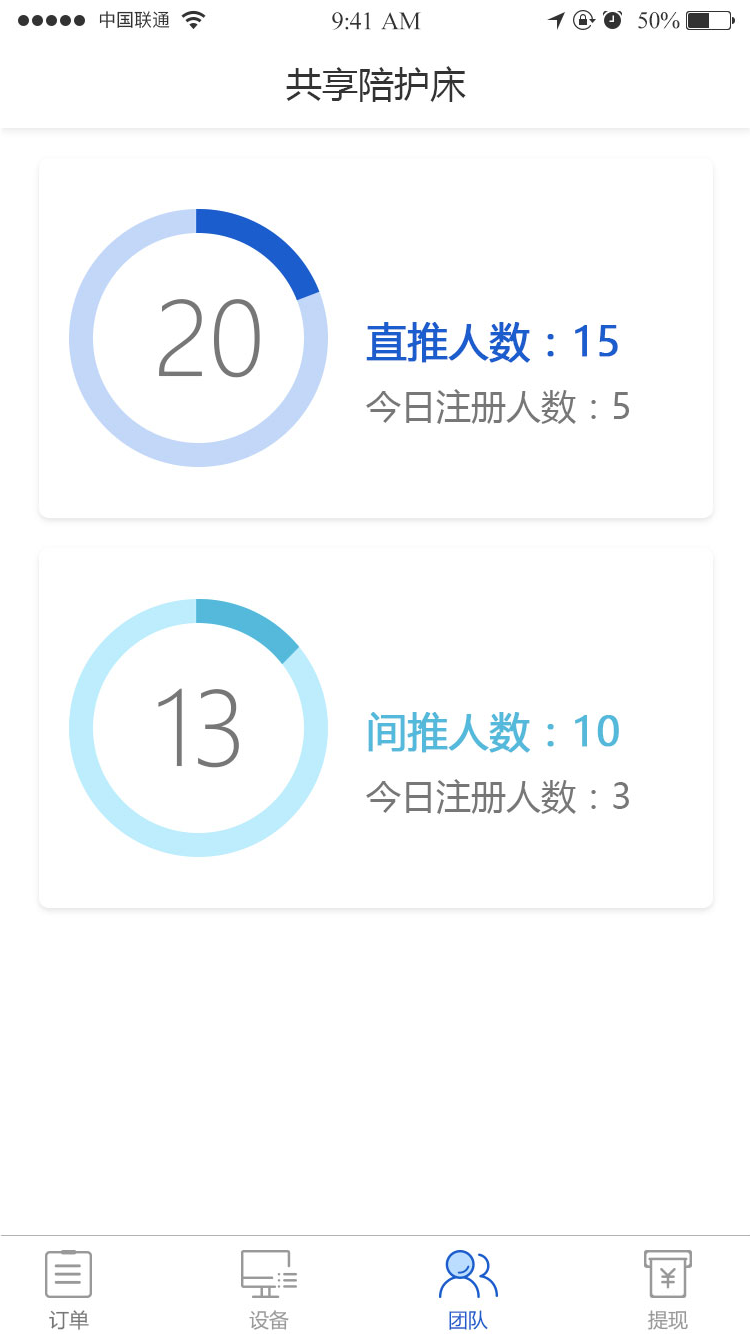 中国联通 9:41 AM 50%
共享陪护床
20
直推人数：15
今日注册人数：5
13
间推人数：10
今日注册人数：3
订单 设备 团队 提现